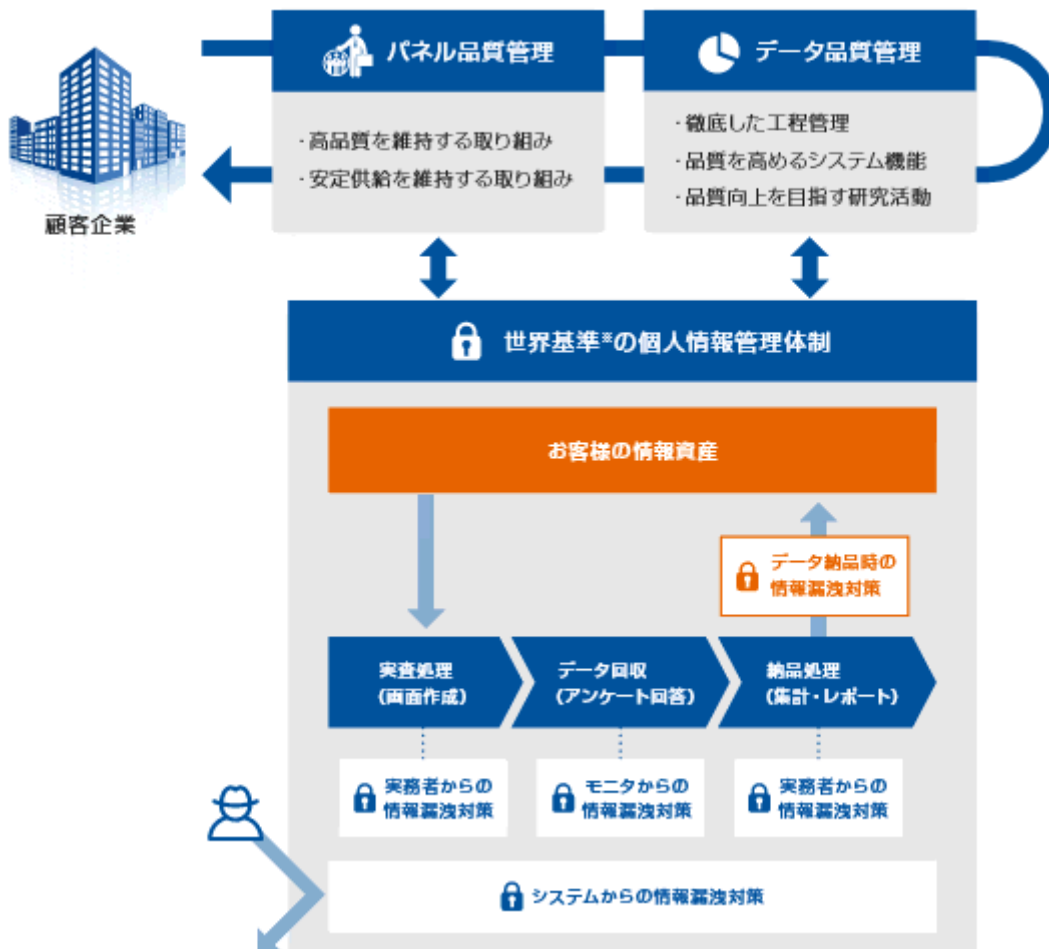 パネル品質管理
データ品質管理
・高品質を維持する取り組み
・安定供給を維持する取り組み
・徹底した工程管理
・品質を高めるシステム機能
・品質向上を目指す研究活動
顧客企業
世界基準※の個人情報管理体制
お客様の情報資産
データ納品時の
情報漏洩対策
実査処理
(画面作成)
データ回収
(アンケート回答)
納品処理
(集計・レポート)
実務者からの
情報漏洩対策
モニタからの
情報漏洩対策
実務者からの
情報漏洩対策
システムからの情報漏洩対策